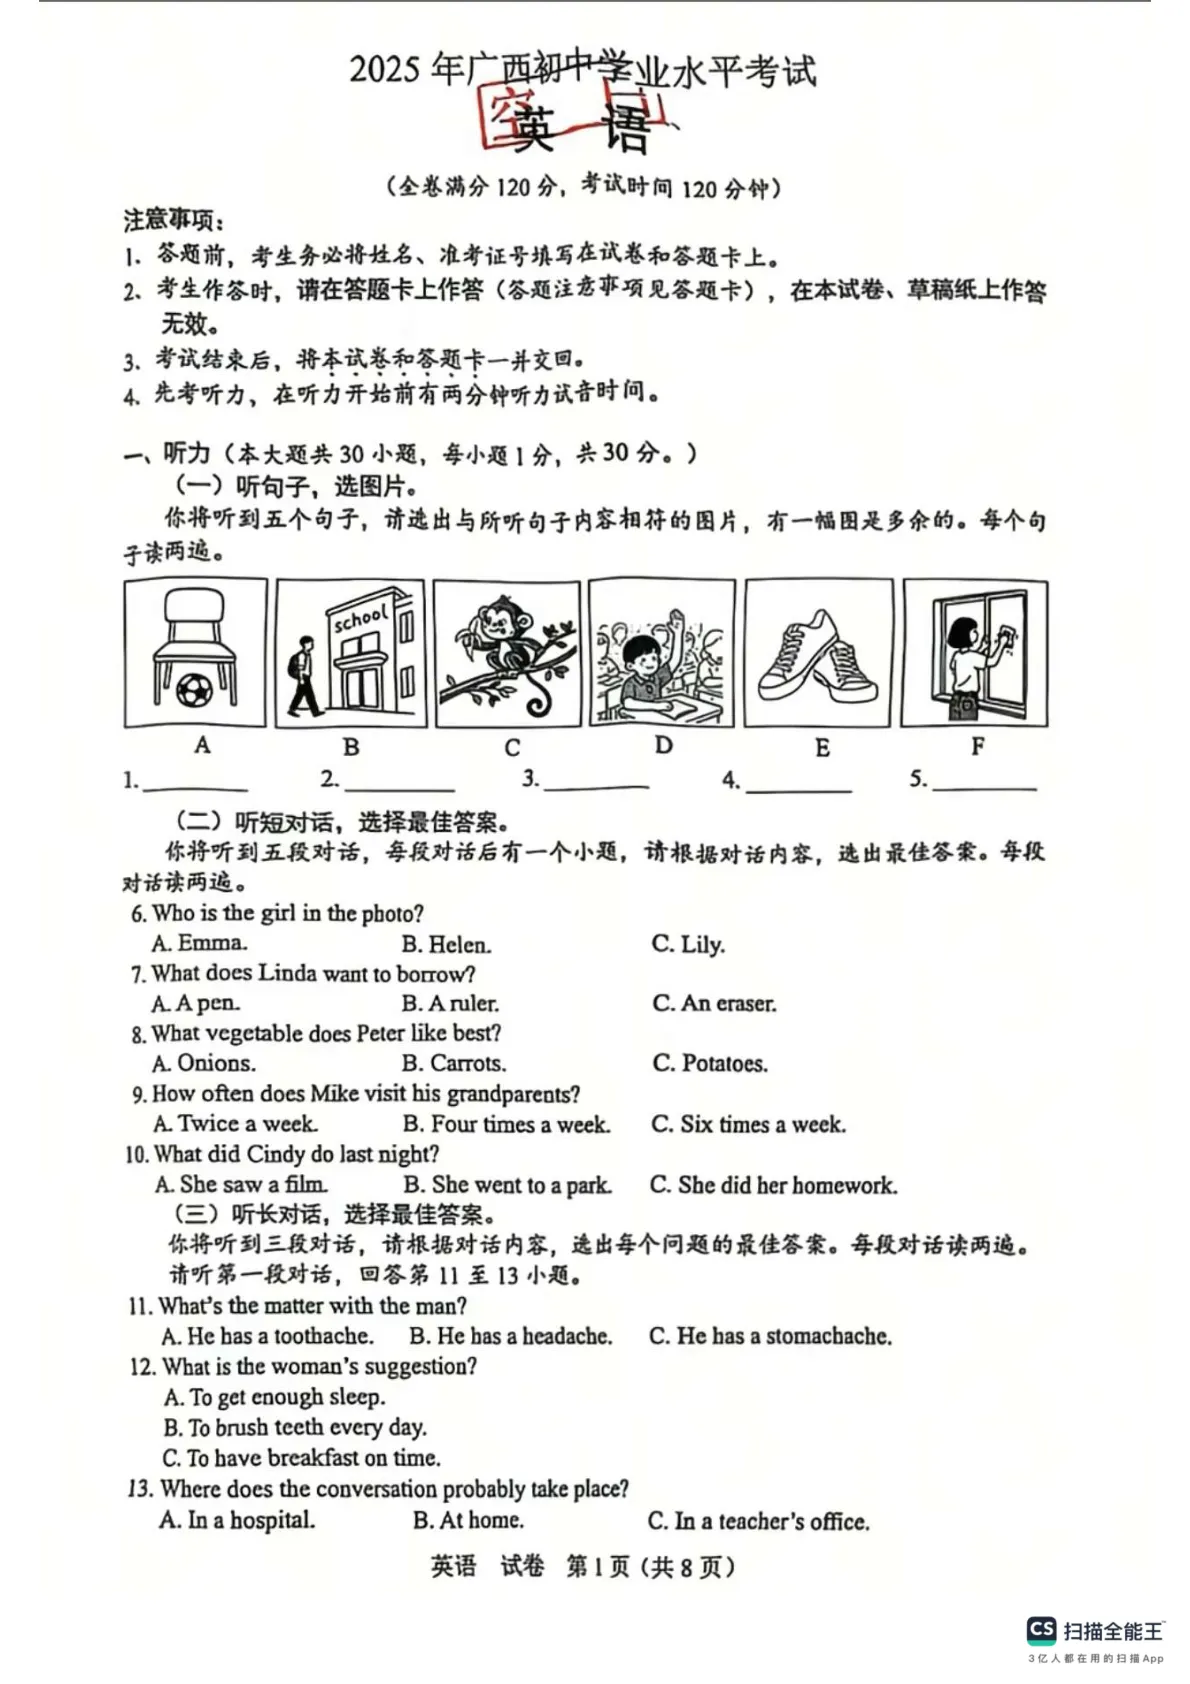 2025 年广西初中学业水平考试
英 语
(全卷满分 120 分，考试时间 120 分钟)
注意事项：
1. 答题前，考生务必将姓名、准考证号填写在试卷和答题卡上。
2. 考生作答时，请在答题卡上作答（答题注意事项见答题卡），在本试卷、草稿纸上作答
无效。
3. 考试结束后，将本试卷和答题卡一并交回。
4. 先考听力，在听力开始前有两分钟听力试音时间。
一、听力（本大题共 30 小题，每小题 1 分，共 30 分。）
（一）听句子，选图片。
你将听到五个句子，请选出与所听句子内容相符的图片，有一幅图是多余的。每个句
子读两遍。
school
A B C D E F
1. ________ 2. ________ 3. ________ 4. ________ 5. ________
（二）听短对话，选择最佳答案。
你将听到五段对话，每段对话后有一个小题，请根据对话内容，选出最佳答案。每段
对话读两遍。
6. Who is the girl in the photo?
A. Emma. B. Helen. C. Lily.
7. What does Linda want to borrow?
A. A pen. B. A ruler. C. An eraser.
8. What vegetable does Peter like best?
A. Onions. B. Carrots. C. Potatoes.
9. How often does Mike visit his grandparents?
A. Twice a week. B. Four times a week. C. Six times a week.
10. What did Cindy do last night?
A. She saw a film. B. She went to a park. C. She did her homework.
（三）听长对话，选择最佳答案。
你将听到三段对话，请根据对话内容，选出每个问题的最佳答案。每段对话读两遍。
请听第一段对话，回答第 11 至 13 小题。
11. What's the matter with the man?
A. He has a toothache. B. He has a headache. C. He has a stomachache.
12. What is the woman's suggestion?
A. To get enough sleep.
B. To brush teeth every day.
C. To have breakfast on time.
13. Where does the conversation probably take place?
A. In a hospital. B. At home. C. In a teacher's office.
英语 试卷 第 1 页 (共 8 页)
CS 扫描全能王™
3亿人都在用的扫描App